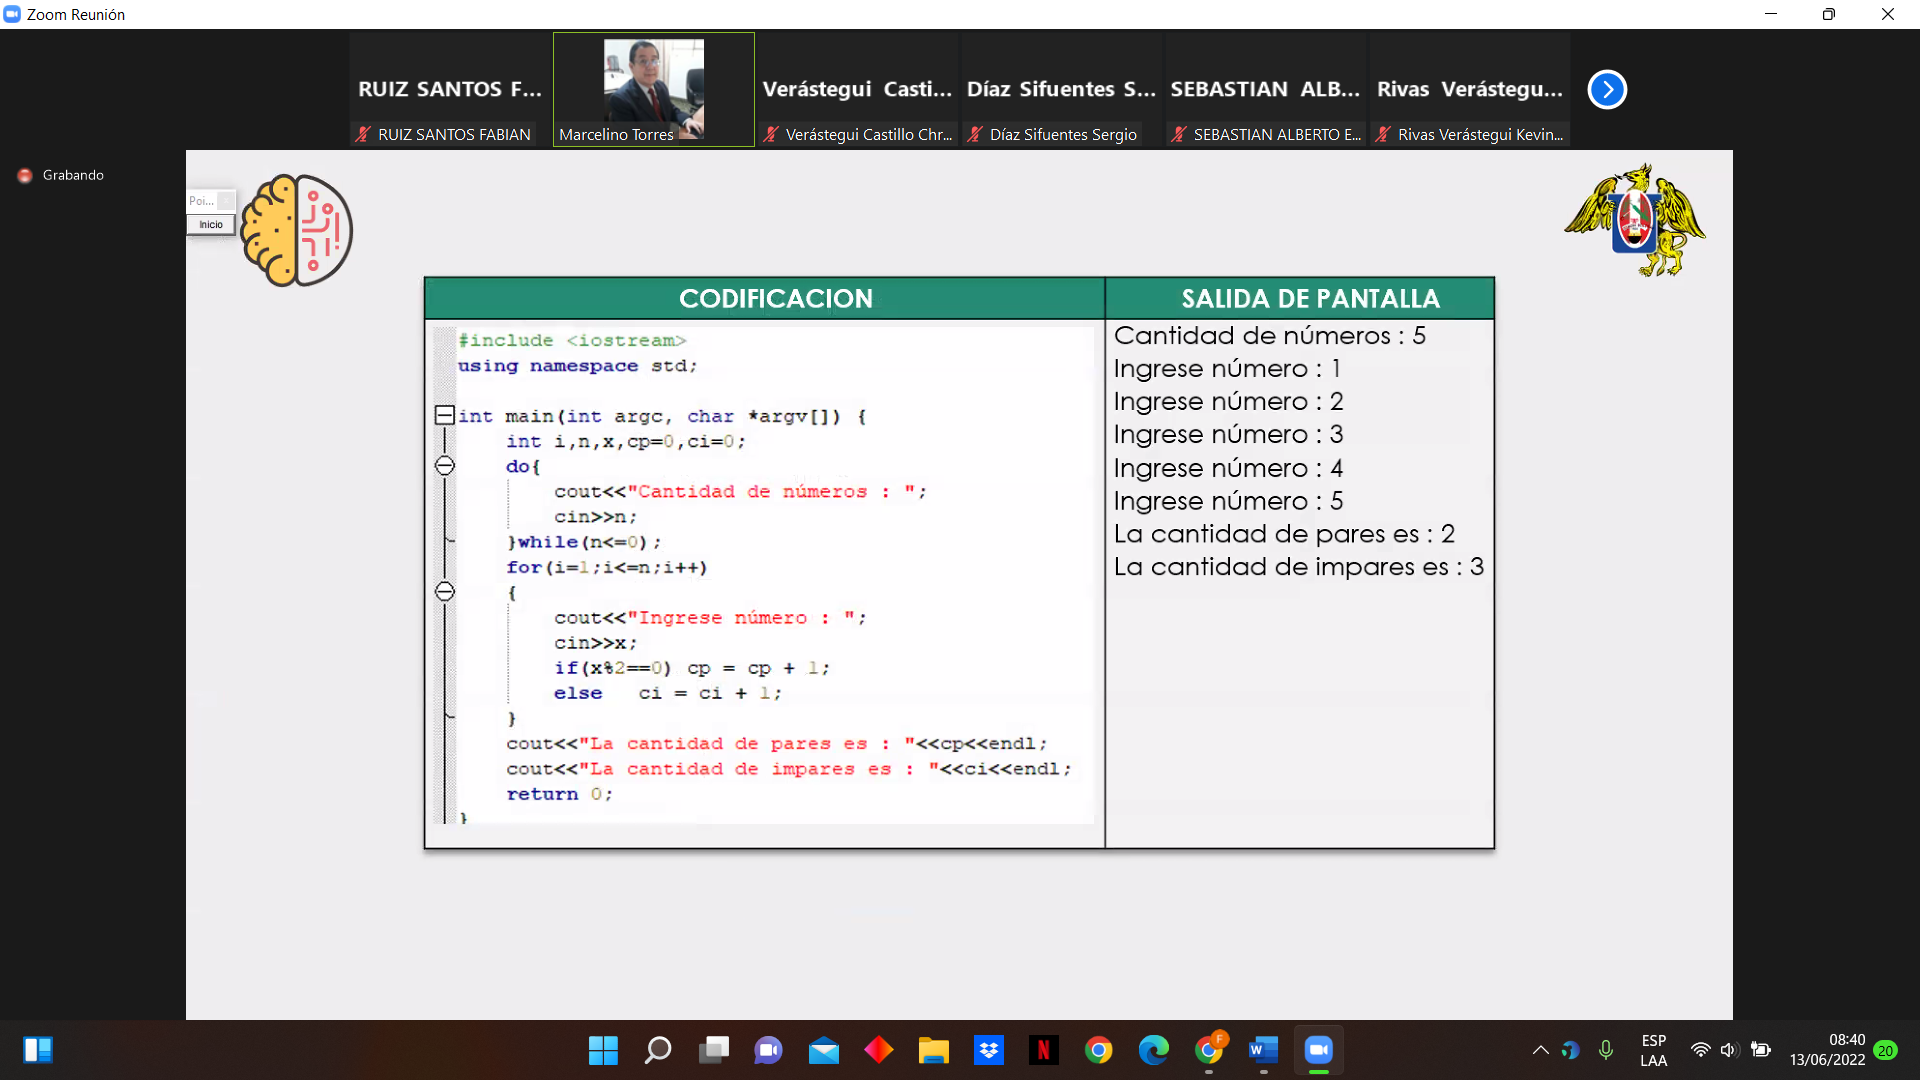 Zoom Reunión
RUIZ SANTOS F...
Verástegui Casti...
Díaz Sifuentes S...
SEBASTIAN ALB...
Rivas Verástegu...
RUIZ SANTOS FABIAN
Marcelino Torres
Verástegui Castillo Chr...
Díaz Sifuentes Sergio
SEBASTIAN ALBERTO E...
Rivas Verástegui Kevin...
Grabando
Poi...
Inicio
CODIFICACION
#include <iostream>
using namespace std;
int main(int argc, char *argv[]) {
int i,n,x,cp=0,ci=0;
do{
cout<<"Cantidad de números : ";
cin>>n;
}while(n<=0);
for(i=1;i<=n;i++)
{
cout<<"Ingrese número : ";
cin>>x;
if(x%2==0) cp = cp + 1;
else ci = ci + 1;
}
cout<<"La cantidad de pares es : "<<cp<<endl;
cout<<"La cantidad de impares es : "<<ci<<endl;
return 0;
}
SALIDA DE PANTALLA
Cantidad de números : 5
Ingrese número : 1
Ingrese número : 2
Ingrese número : 3
Ingrese número : 4
Ingrese número : 5
La cantidad de pares es : 2
La cantidad de impares es : 3
N
F
W
ESP
LAA
08:40
13/06/2022
20